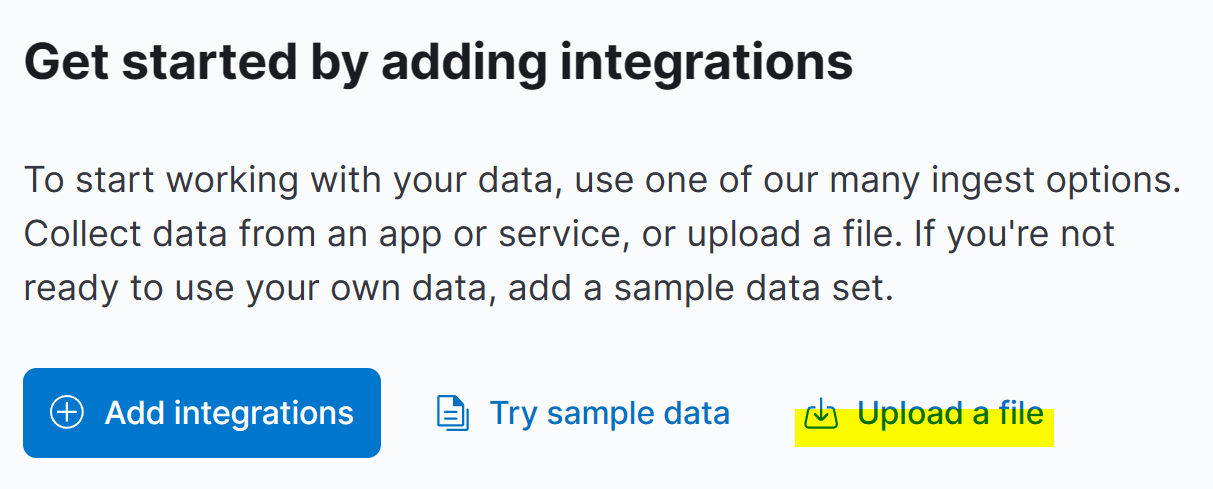 Get started by adding integrations
To start working with your data, use one of our many ingest options.
Collect data from an app or service, or upload a file. If you're not
ready to use your own data, add a sample data set.
Add integrations Try sample data Upload a file